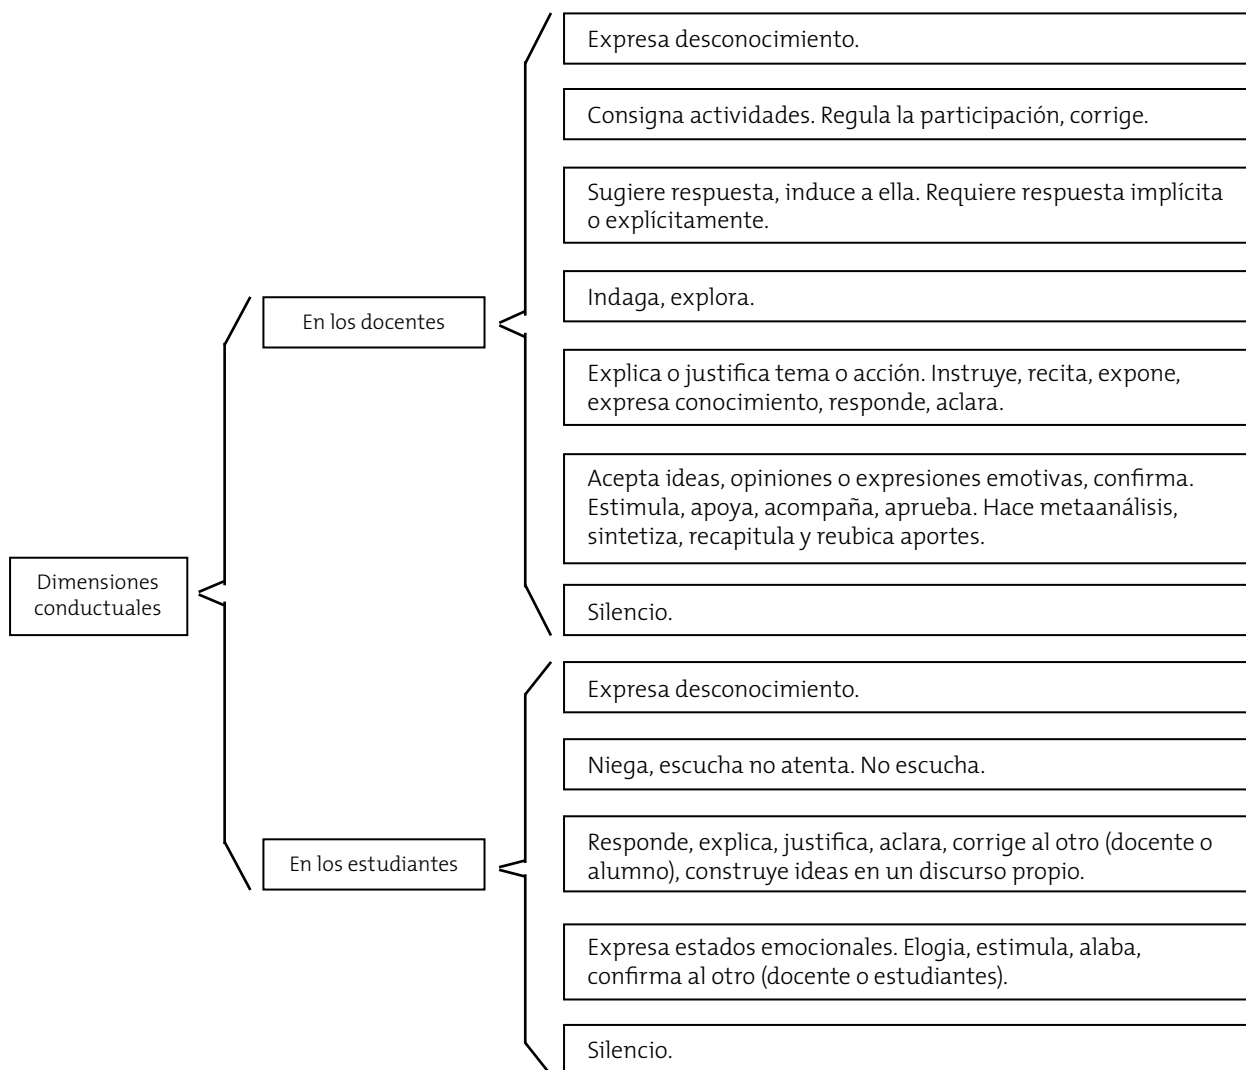 Dimensiones
conductuales
En los docentes
Expresa desconocimiento.
Consigna actividades. Regula la participación, corrige.
Sugiere respuesta, induce a ella. Requiere respuesta implícita
o explícitamente.
Indaga, explora.
Explica o justifica tema o acción. Instruye, recita, expone,
expresa conocimiento, responde, aclara.
Acepta ideas, opiniones o expresiones emotivas, confirma.
Estimula, apoya, acompaña, aprueba. Hace metaanálisis,
sintetiza, recapitula y reubica aportes.
Silencio.
En los estudiantes
Expresa desconocimiento.
Niega, escucha no atenta. No escucha.
Responde, explica, justifica, aclara, corrige al otro (docente o
alumno), construye ideas en un discurso propio.
Expresa estados emocionales. Elogia, estimula, alaba,
confirma al otro (docente o estudiantes).
Silencio.